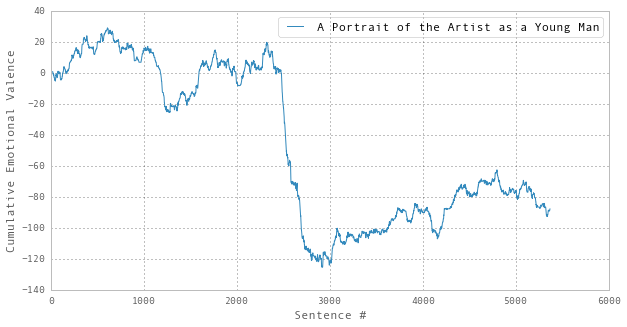 40
20
0
−20
−40
−60
−80
−100
−120
−140
Cumulative Emotional Valence
A Portrait of the Artist as a Young Man
0 1000 2000 3000 4000 5000 6000
Sentence #